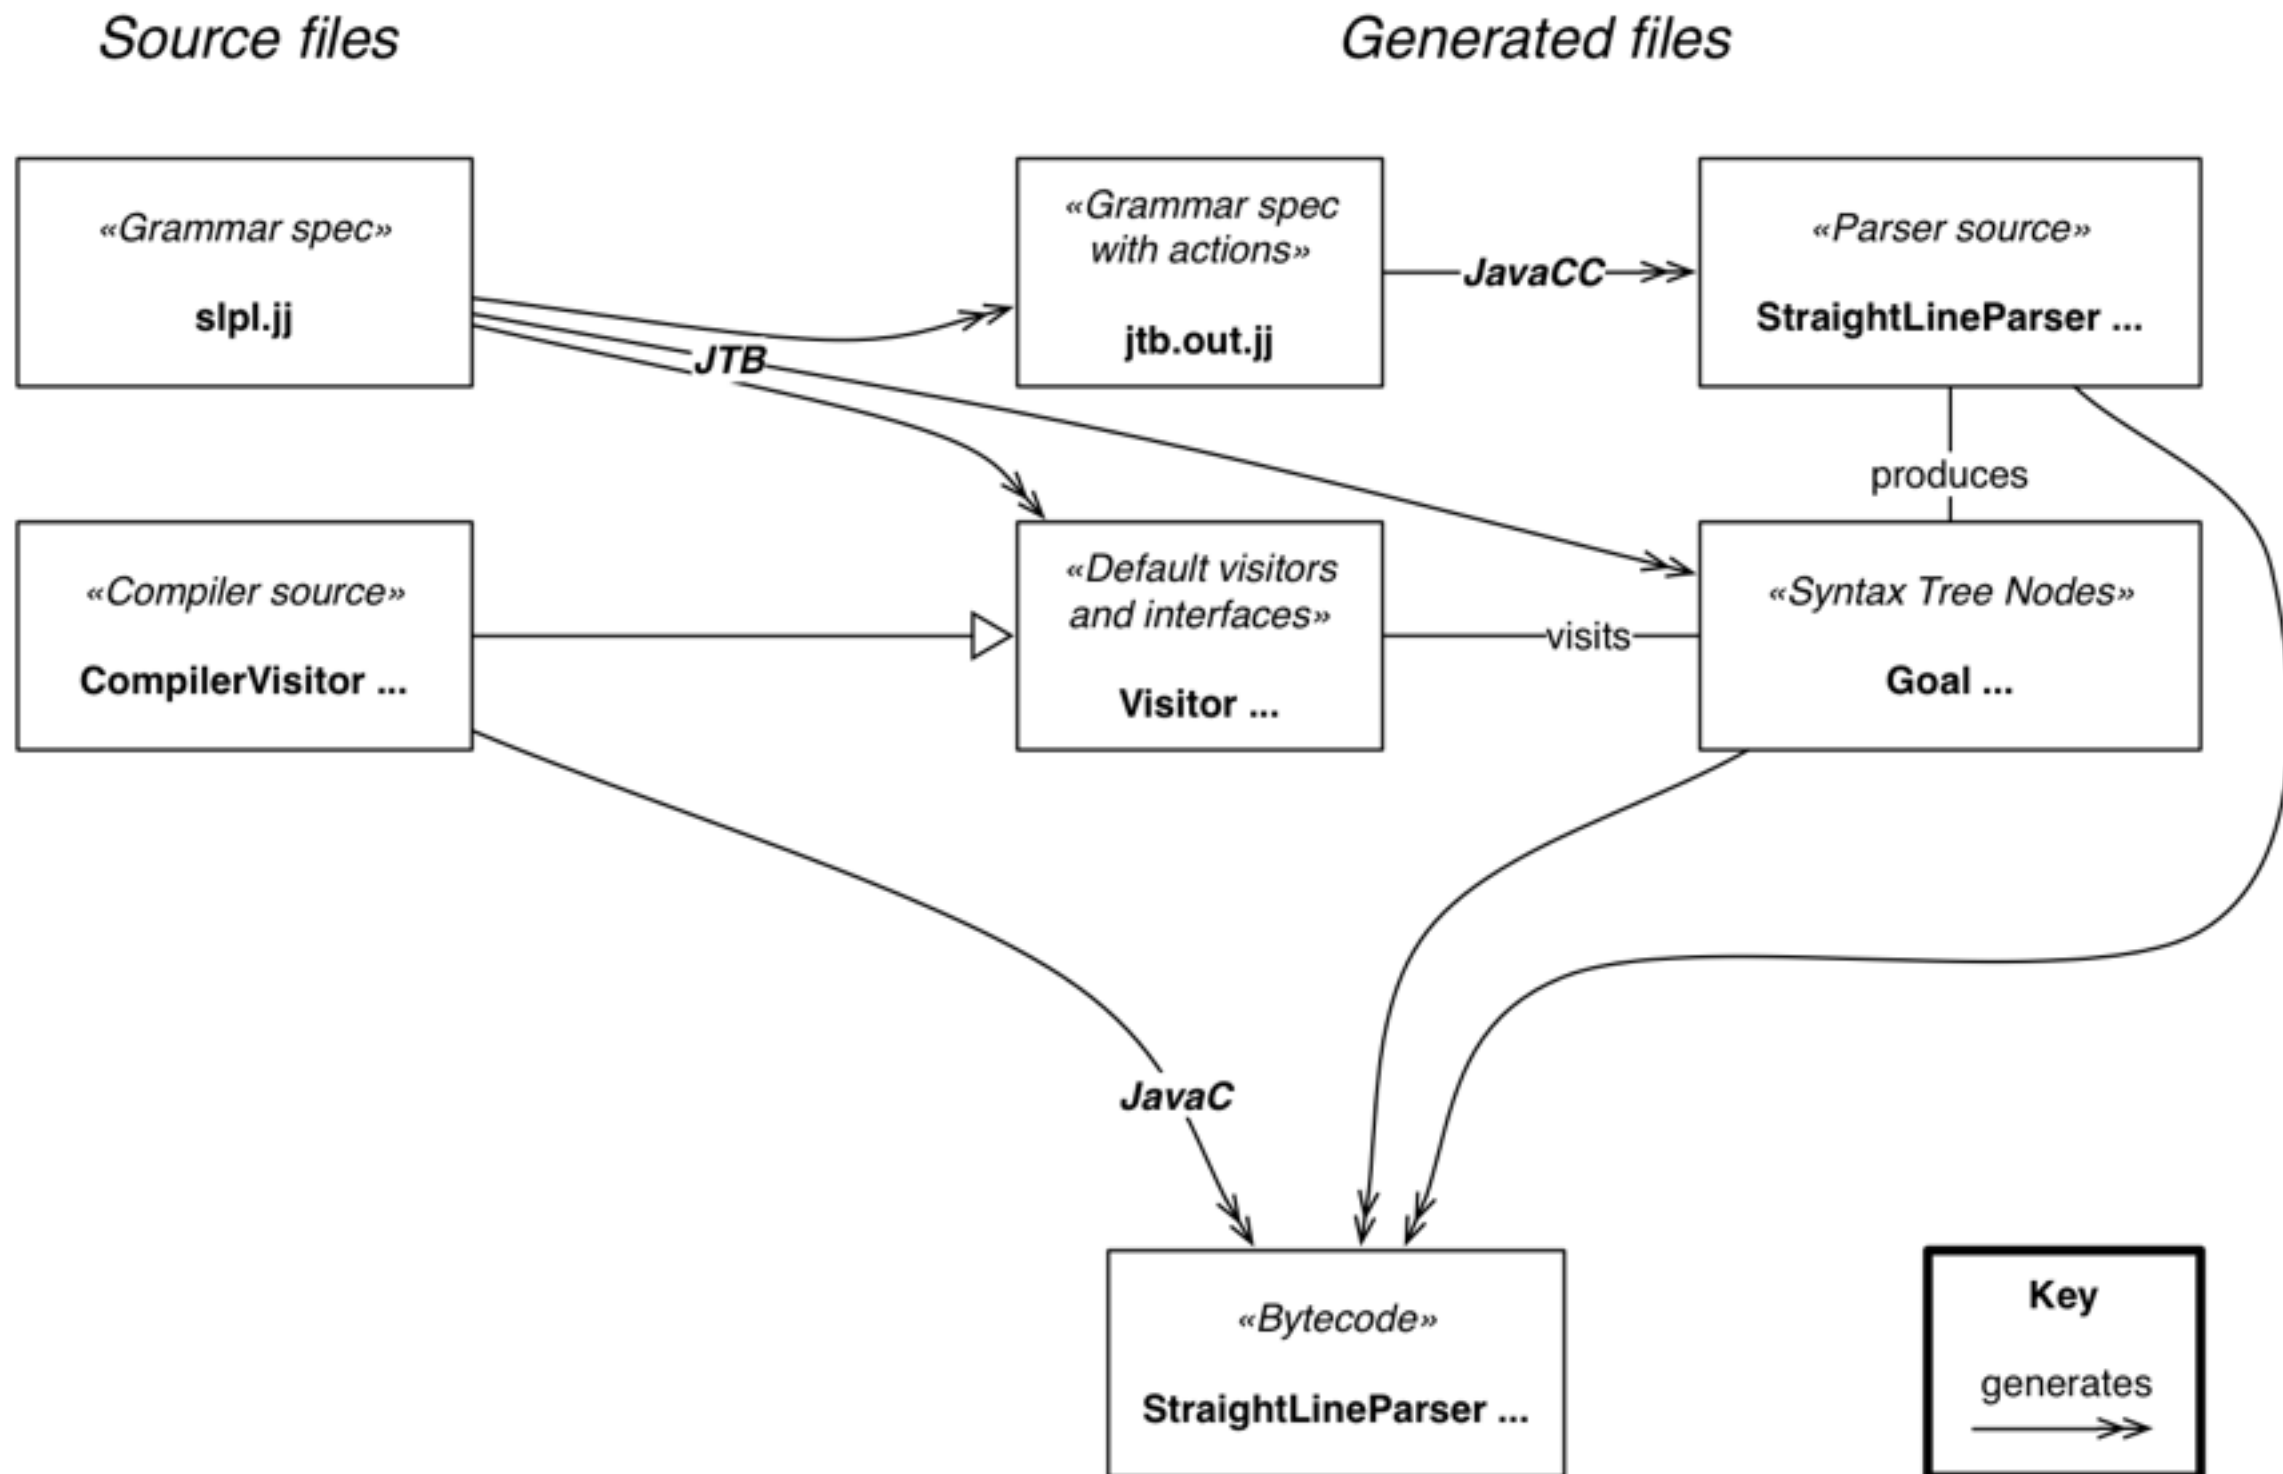 Source files
Generated files
«Grammar spec»
slpl.jj
«Grammar spec
with actions»
jtb.out.jj
JavaCC
«Parser source»
StraightLineParser ...
JTB
produces
«Compiler source»
CompilerVisitor ...
«Default visitors
and interfaces»
Visitor ...
visits
«Syntax Tree Nodes»
Goal ...
JavaC
«Bytecode»
StraightLineParser ...
Key
generates